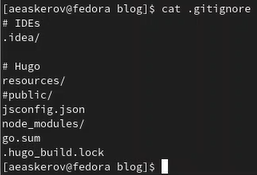 [aeaskerov@fedora blog]$ cat .gitignore
# IDEs
.idea/

# Hugo
resources/
#public/
jsconfig.json
node_modules/
go.sum
.hugo_build.lock
[aeaskerov@fedora blog]$